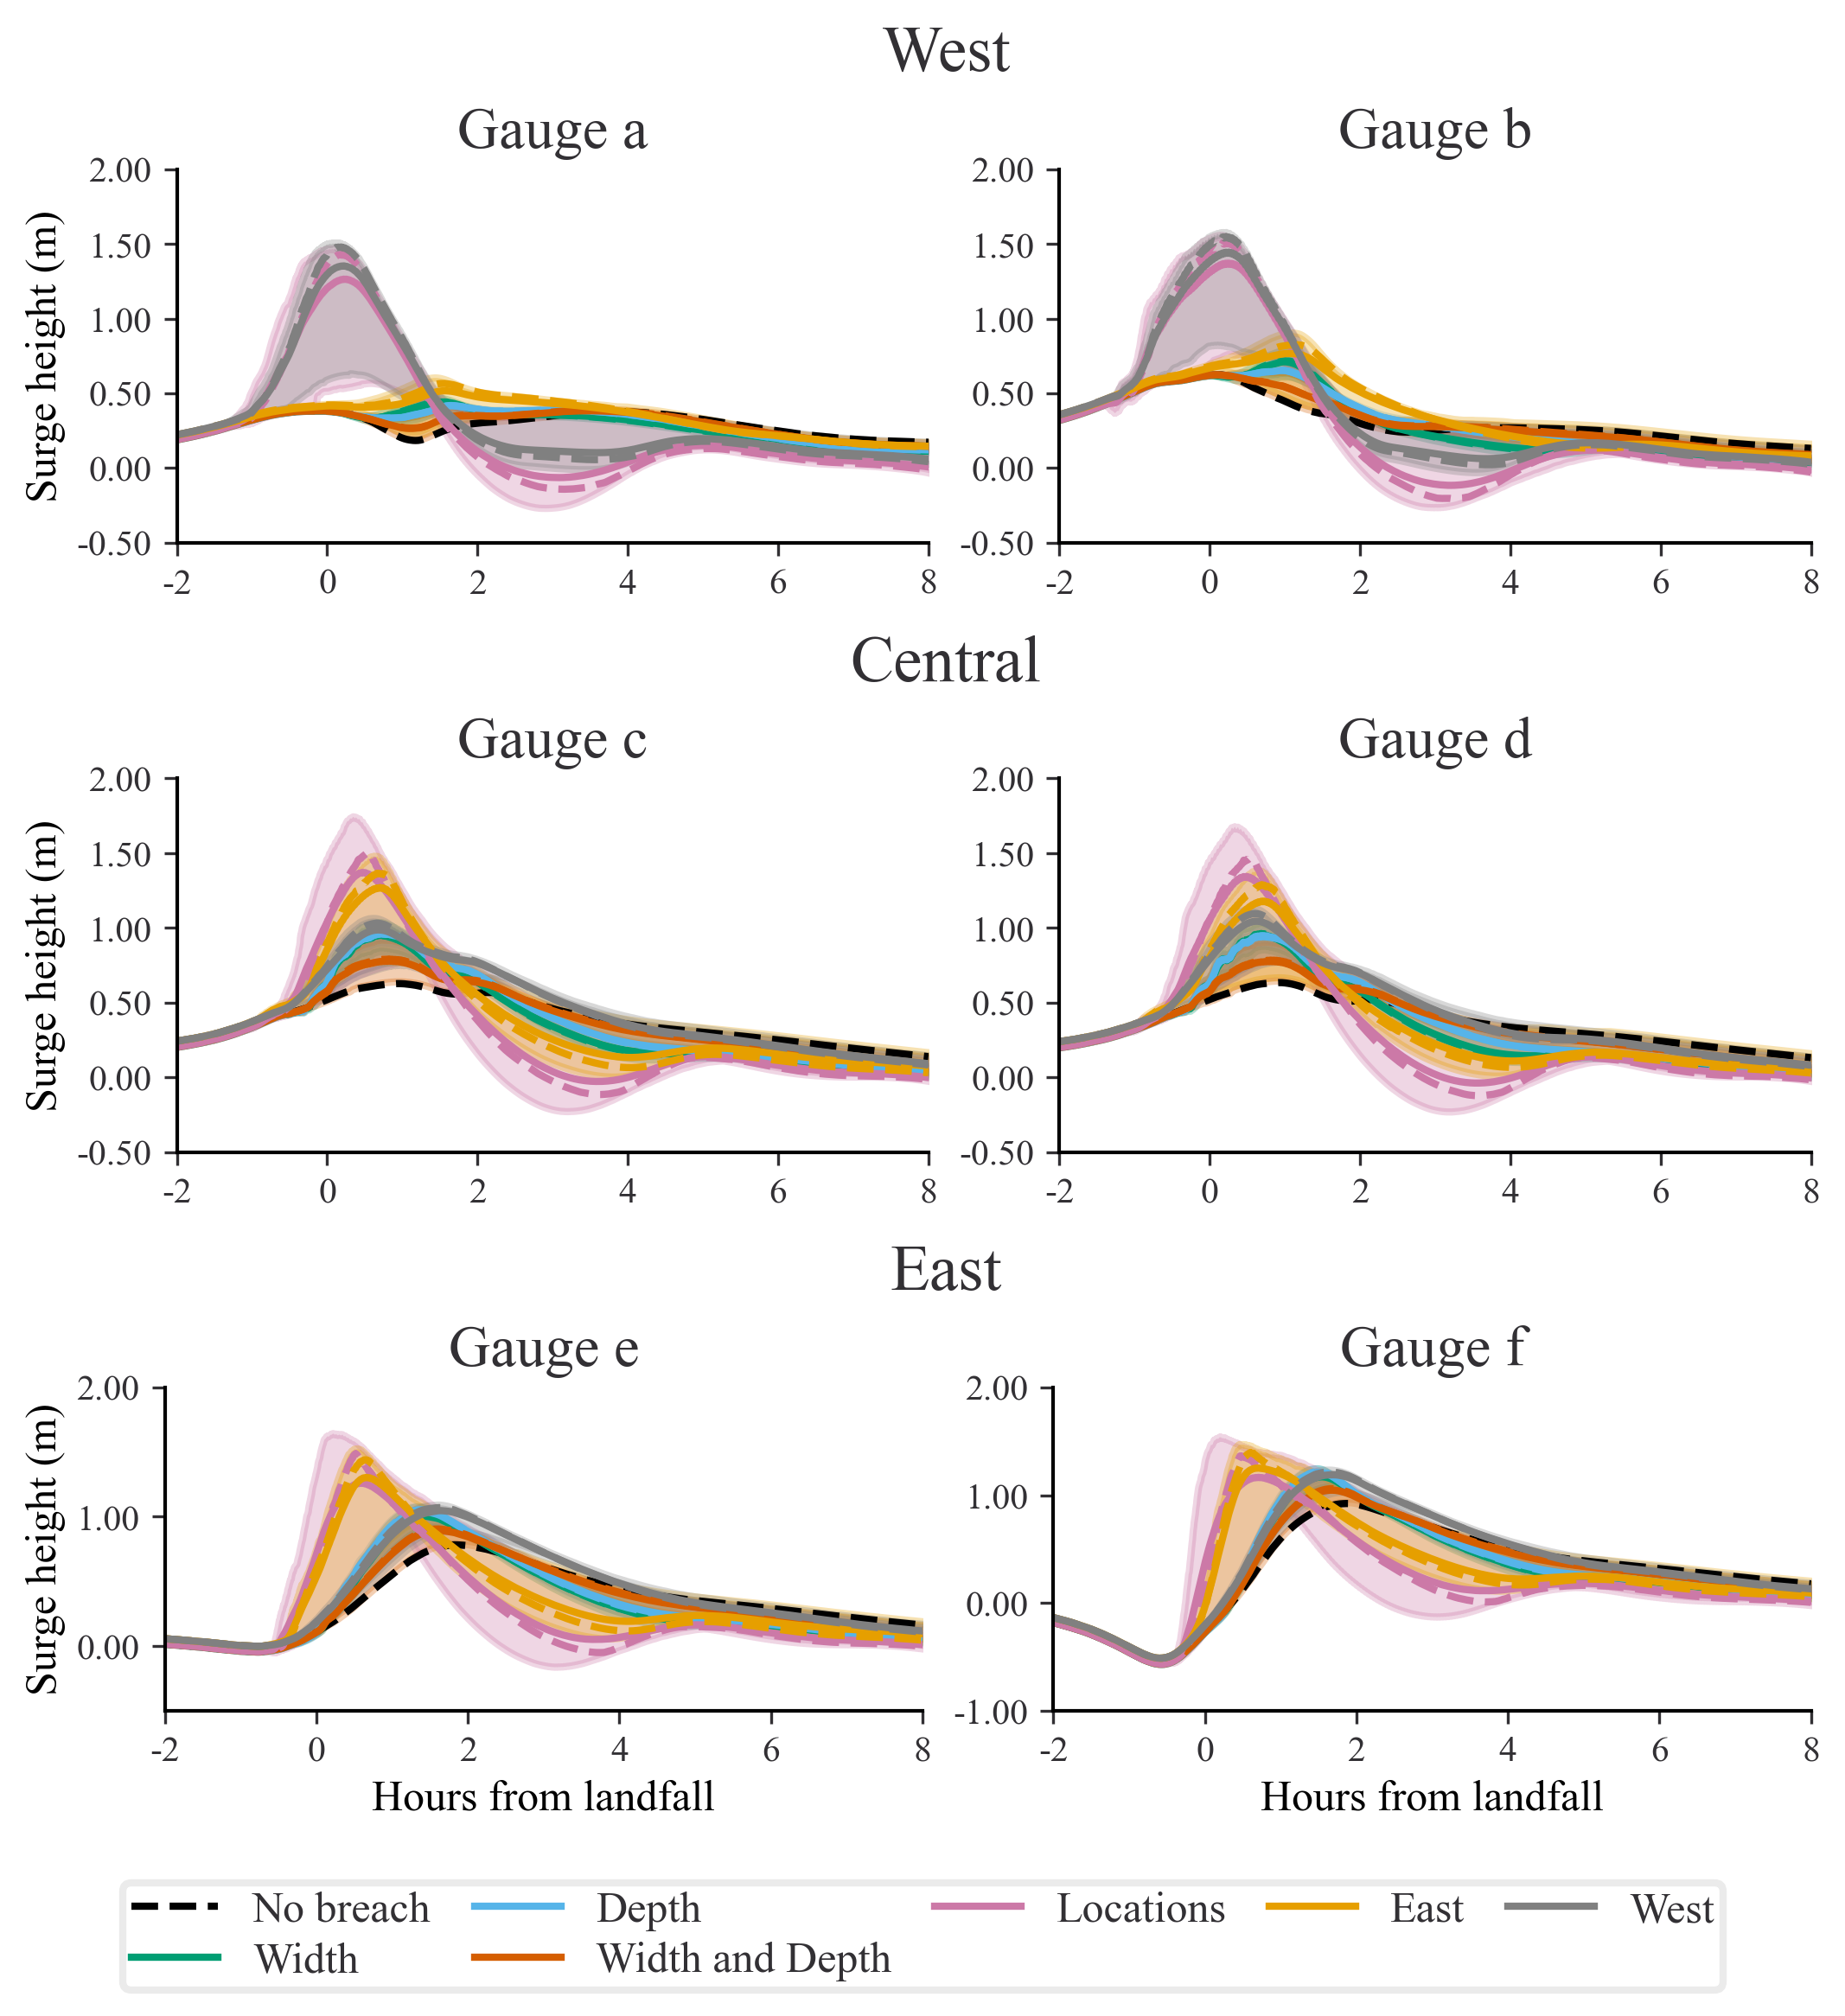 West
Gauge a
Gauge b
Surge height (m)
2.00
1.50
1.00
0.50
0.00
-0.50
-2 0 2 4 6 8
2.00
1.50
1.00
0.50
0.00
-0.50
-2 0 2 4 6 8
Central
Gauge c
Gauge d
Surge height (m)
2.00
1.50
1.00
0.50
0.00
-0.50
-2 0 2 4 6 8
2.00
1.50
1.00
0.50
0.00
-0.50
-2 0 2 4 6 8
East
Gauge e
Gauge f
Surge height (m)
2.00
1.00
0.00
-2 0 2 4 6 8
Hours from landfall
2.00
1.00
0.00
-1.00
-2 0 2 4 6 8
Hours from landfall
No breach Depth Locations East West
Width Width and Depth